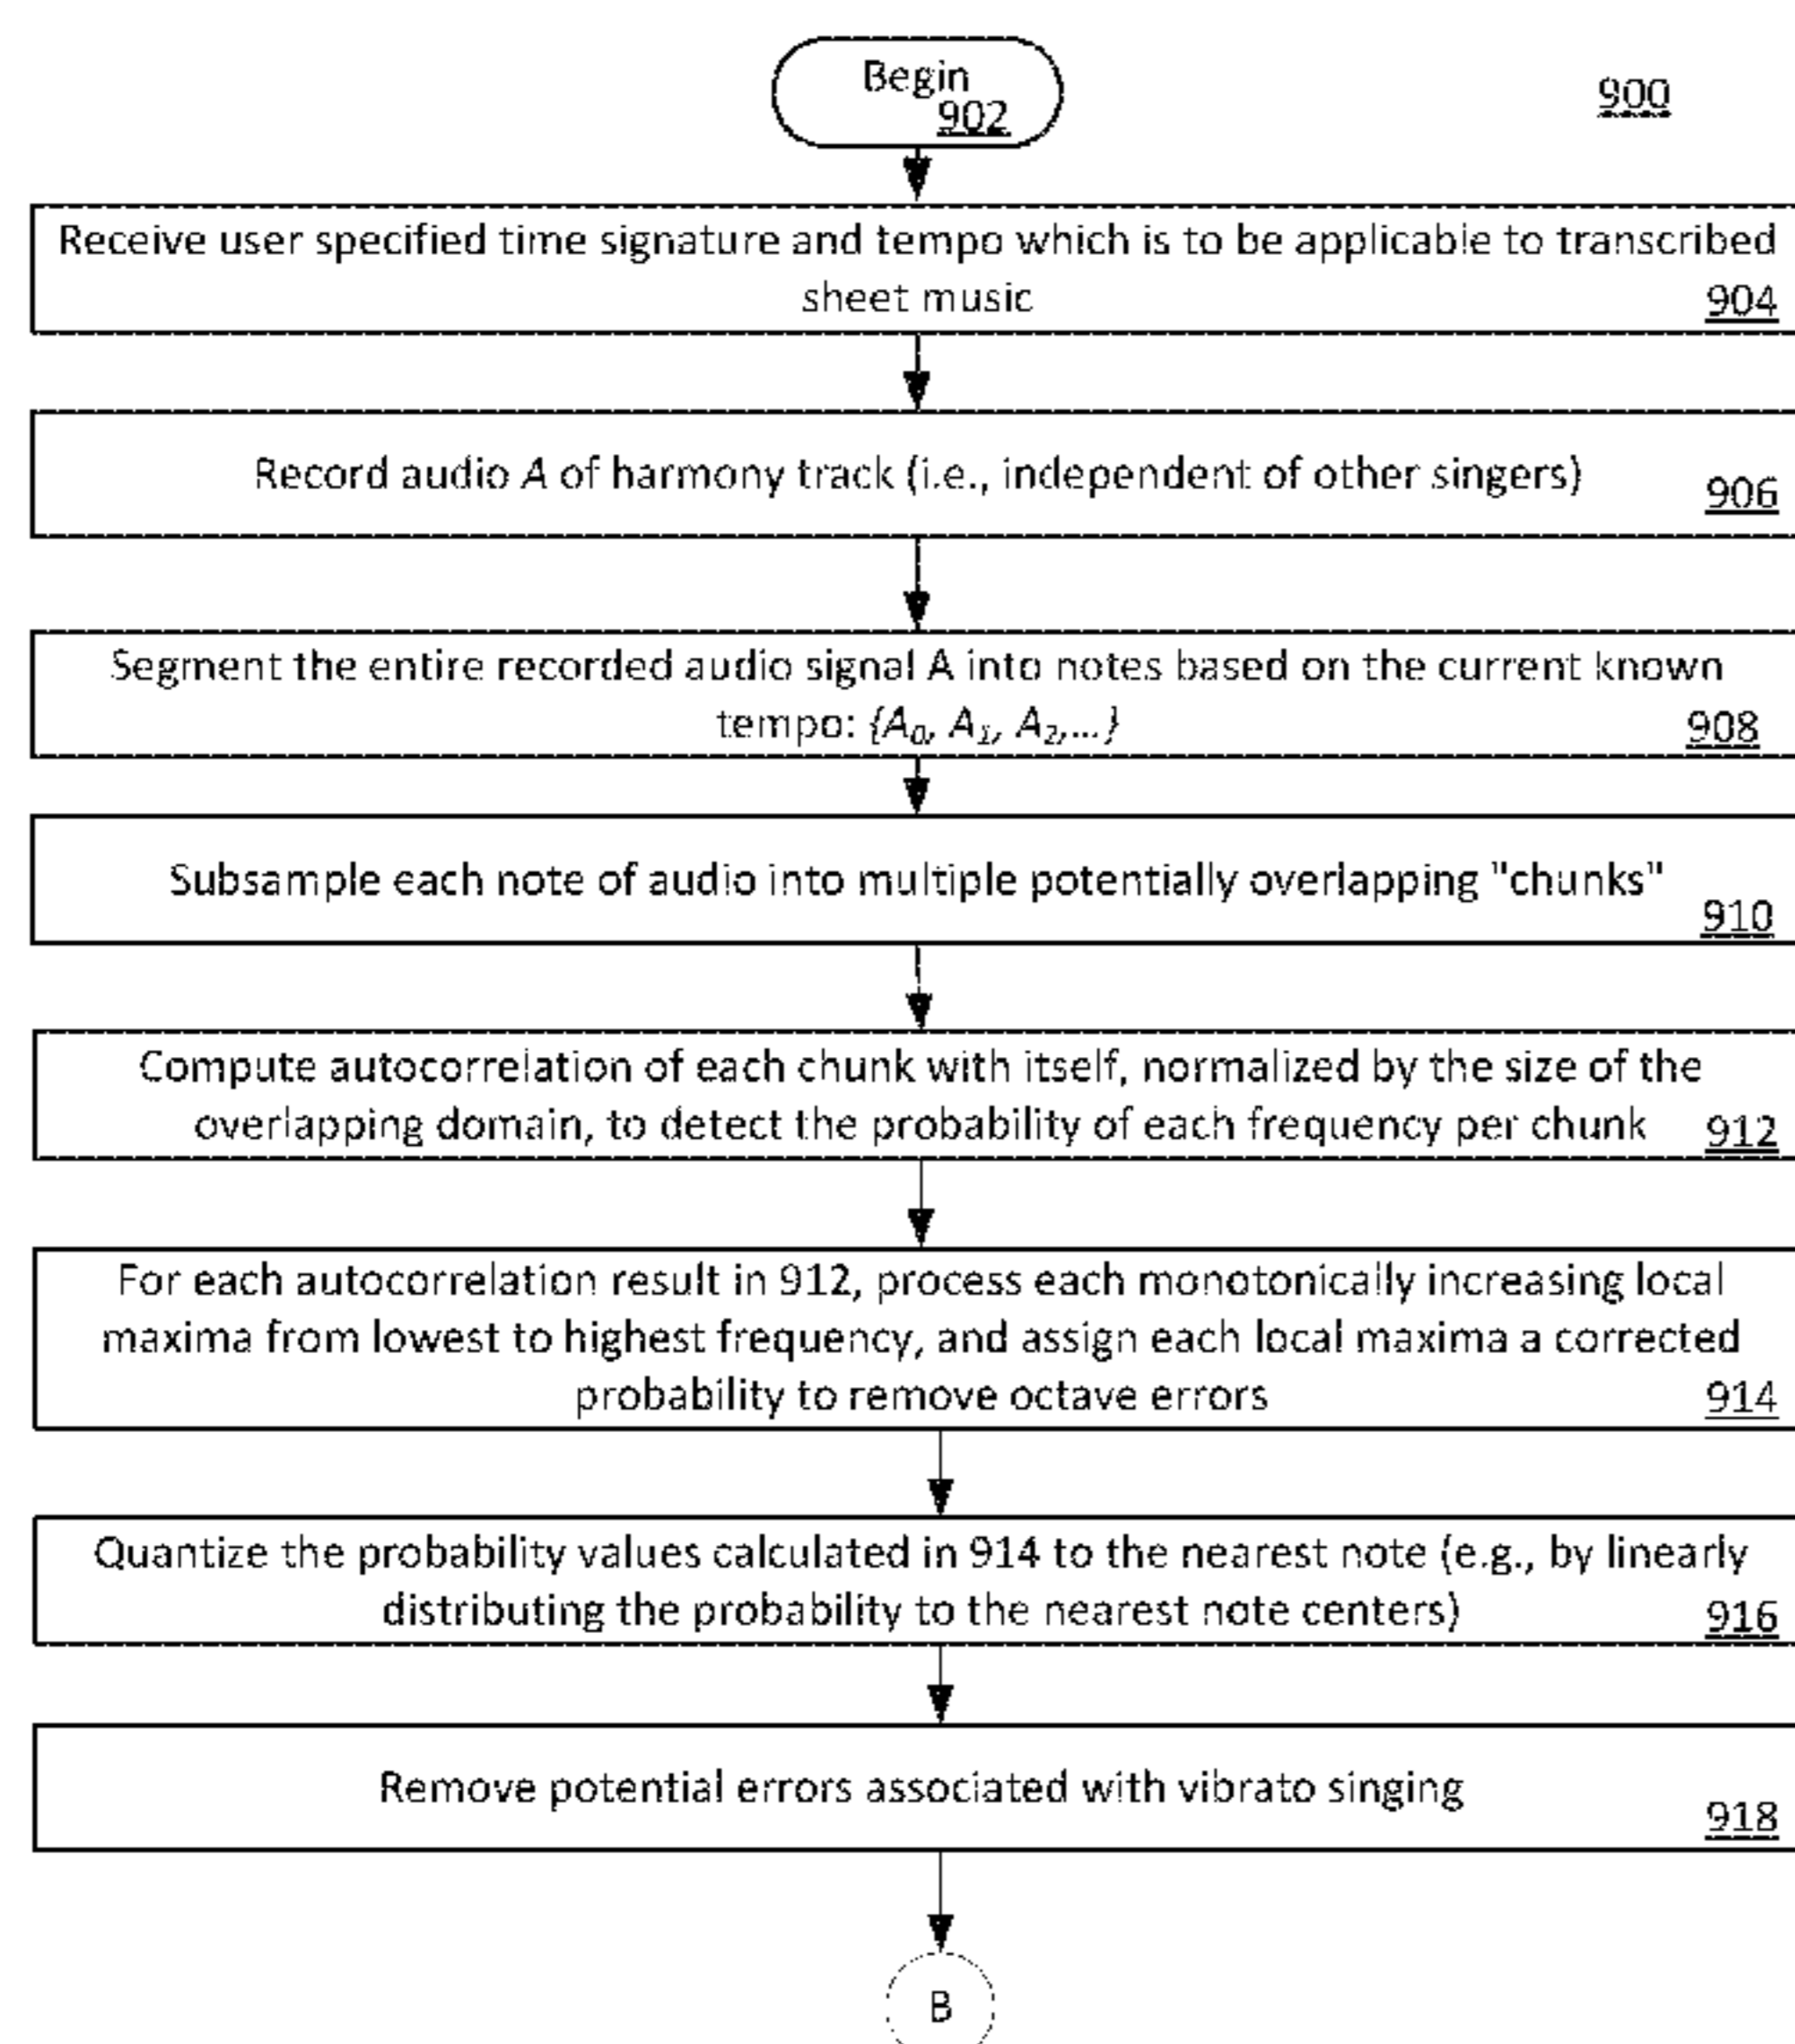 Begin
902
900
Receive user specified time signature and tempo which is to be applicable to transcribed
sheet music
904
Record audio A of harmony track (i.e., independent of other singers)
906
Segment the entire recorded audio signal A into notes based on the current known
tempo: {A₀, A₁, A₂,...}
908
Subsample each note of audio into multiple potentially overlapping "chunks"
910
Compute autocorrelation of each chunk with itself, normalized by the size of the
overlapping domain, to detect the probability of each frequency per chunk
912
For each autocorrelation result in 912, process each monotonically increasing local
maxima from lowest to highest frequency, and assign each local maxima a corrected
probability to remove octave errors
914
Quantize the probability values calculated in 914 to the nearest note (e.g., by linearly
distributing the probability to the nearest note centers)
916
Remove potential errors associated with vibrato singing
918
B